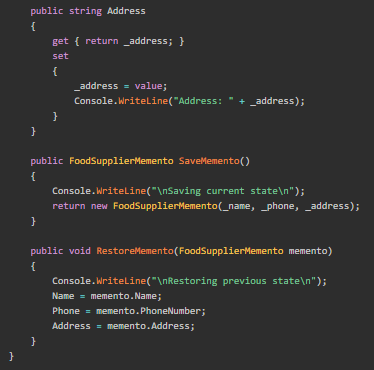 public string Address
{
get { return _address; }
set
{
_address = value;
Console.WriteLine("Address: " + _address);
}
}
public FoodSupplierMemento SaveMemento()
{
Console.WriteLine("\nSaving current state\n");
return new FoodSupplierMemento(_name, _phone, _address);
}
public void RestoreMemento(FoodSupplierMemento memento)
{
Console.WriteLine("\nRestoring previous state\n");
Name = memento.Name;
Phone = memento.PhoneNumber;
Address = memento.Address;
}
}